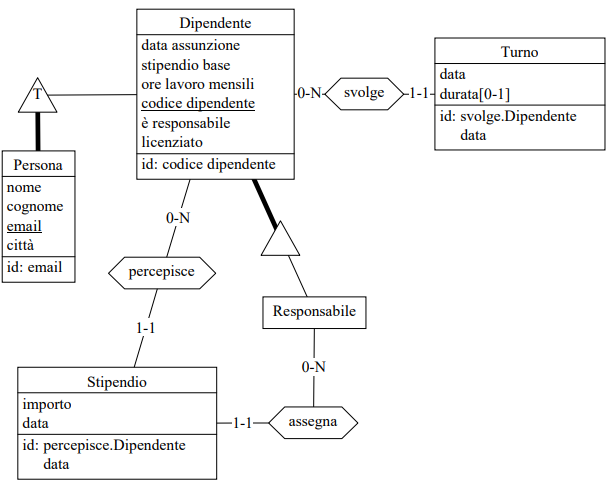 Dipendente
data assunzione
stipendio base
ore lavoro mensili
codice dipendente
è responsabile
licenziato
id: codice dipendente
0-N
svolge
1-1
Turno
data
durata[0-1]
id: svolge.Dipendente
data
T
Persona
nome
cognome
email
città
id: email
0-N
percepisce
1-1
Responsabile
0-N
assegna
1-1
Stipendio
importo
data
id: percepisce.Dipendente
data